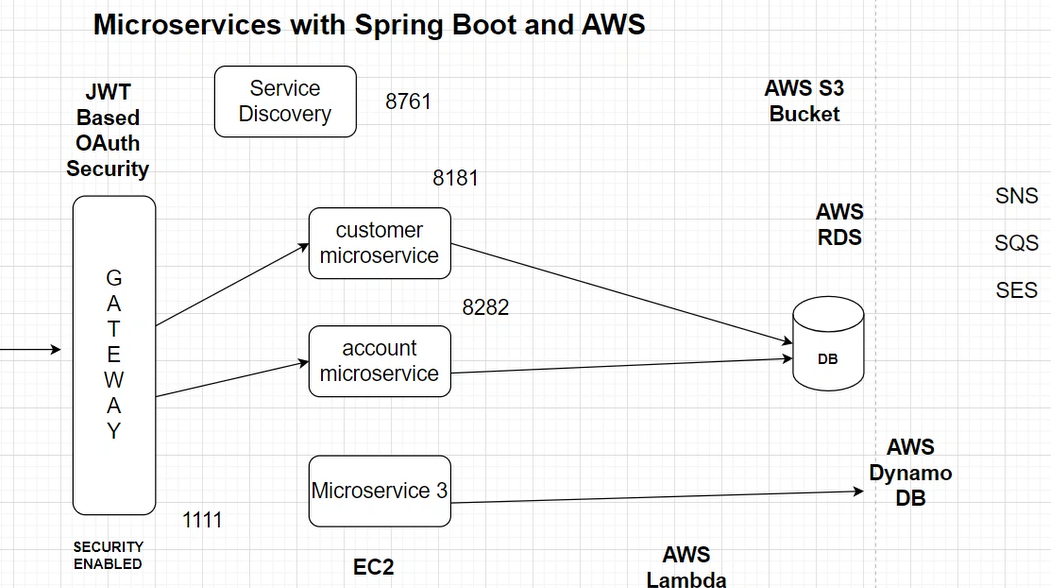 Microservices with Spring Boot and AWS
JWT
Based
OAuth
Security
Service
Discovery
8761
AWS S3
Bucket
8181
customer
microservice
AWS
RDS
SNS
SQS
SES
G
A
T
E
W
A
Y
8282
account
microservice
DB
Microservice 3
AWS
Dynamo
DB
1111
SECURITY
ENABLED
EC2
AWS
Lambda